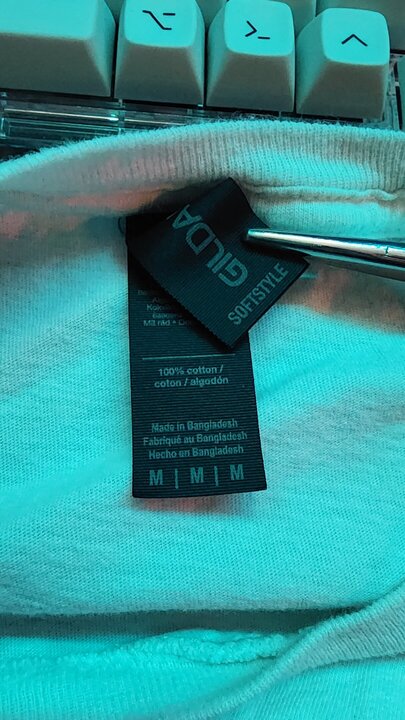 GILDA
SOFTSTYLE
100% cotton /
coton / algodón
Made in Bangladesh
Fabriqué au Bangladesh
Hecho en Bangladesh
M | M | M